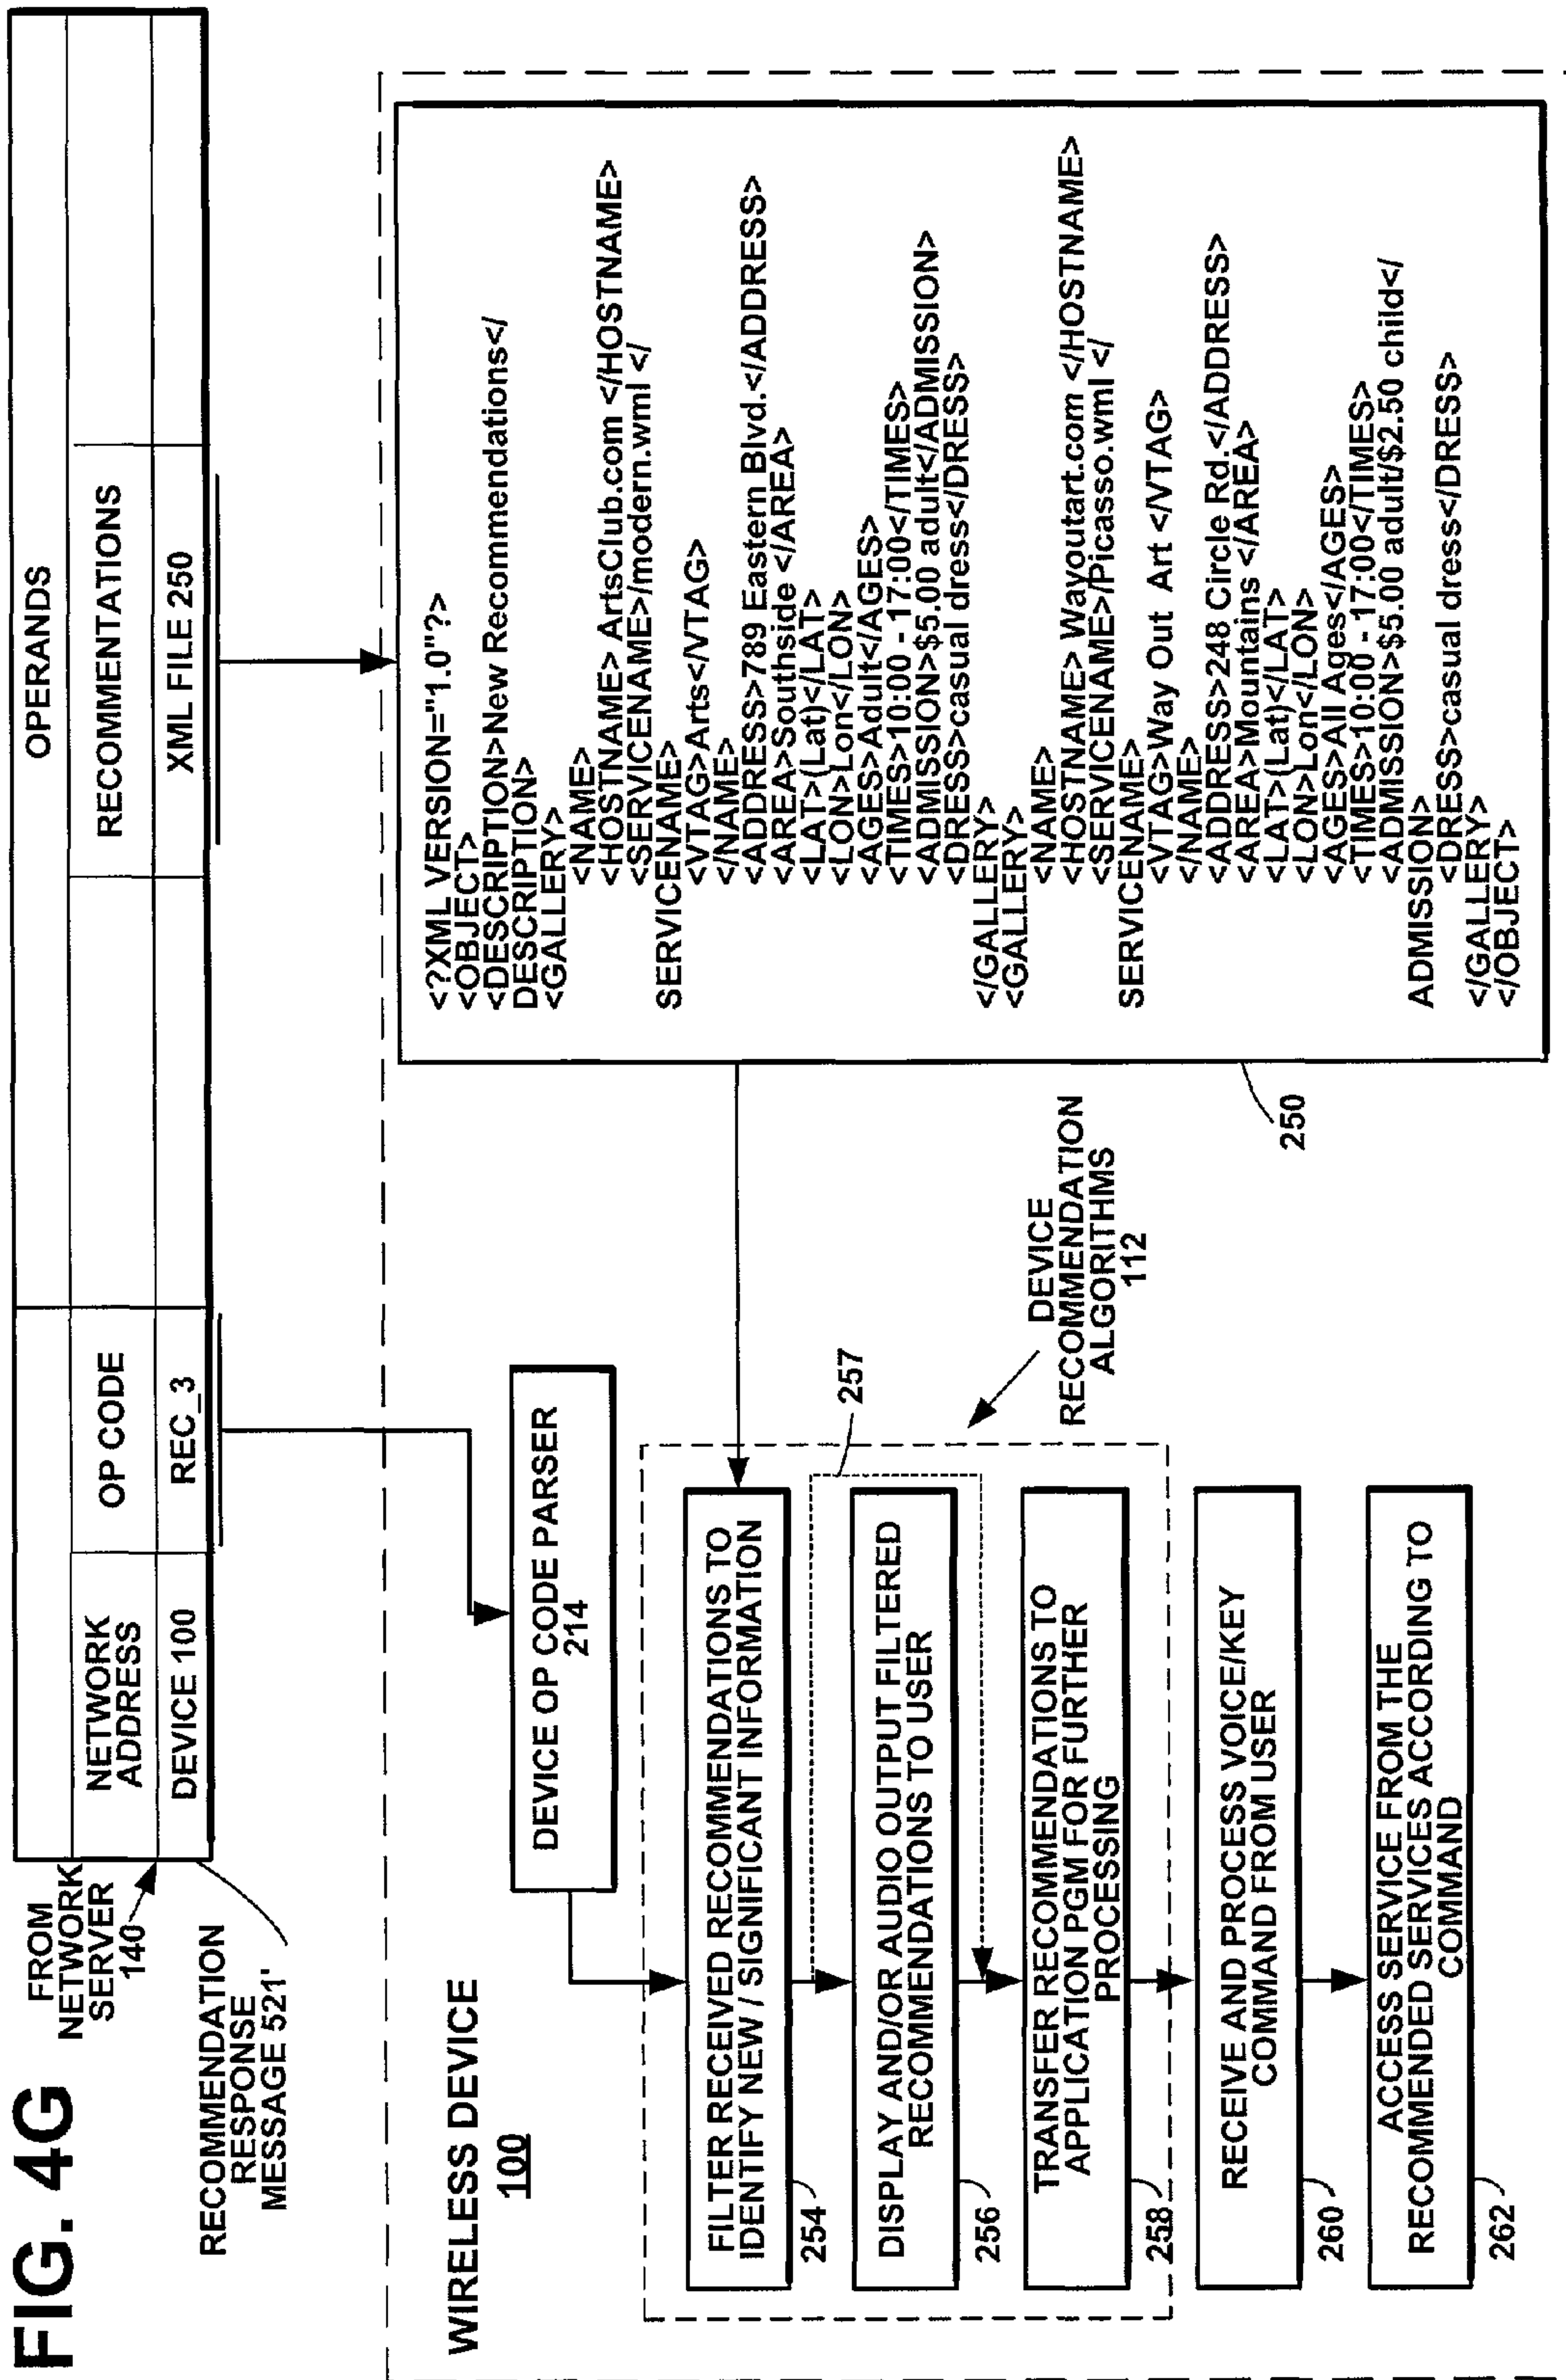 FIG. 4G
FROM
NETWORK
SERVER
140
RECOMMENDATION
RESPONSE
MESSAGE 521'
OPERANDS
NETWORK
ADDRESS
OP CODE
RECOMMENTATIONS
DEVICE 100
REC_3
XML FILE 250
WIRELESS DEVICE
100
DEVICE OP CODE PARSER
214
FILTER RECEIVED RECOMMENDATIONS TO
IDENTIFY NEW / SIGNIFICANT INFORMATION
254
DISPLAY AND/OR AUDIO OUTPUT FILTERED
RECOMMENDATIONS TO USER
256
257
TRANSFER RECOMMENDATIONS TO
APPLICATION PGM FOR FURTHER
PROCESSING
258
RECEIVE AND PROCESS VOICE/KEY
COMMAND FROM USER
260
ACCESS SERVICE FROM THE
RECOMMENDED SERVICES ACCORDING TO
COMMAND
262
DEVICE
RECOMMENDATION
ALGORITHMS
112
<?XML VERSION="1.0"?>
<OBJECT>
<DESCRIPTION>New Recommendations</
DESCRIPTION>
<GALLERY>
<NAME>
<HOSTNAME> ArtsClub.com </HOSTNAME>
<SERVICENAME>/modern.wml </
SERVICENAME>
<VTAG>Arts</VTAG>
</NAME>
<ADDRESS>789 Eastern Blvd.</ADDRESS>
<AREA>Southside </AREA>
<LAT>(Lat)</LAT>
<LON>Lon</LON>
<AGES>Adult</AGES>
<TIMES>10:00 - 17:00</TIMES>
<ADMISSION>$5.00 adult</ADMISSION>
<DRESS>casual dress</DRESS>
</GALLERY>
<GALLERY>
<NAME>
<HOSTNAME> Wayoutart.com </HOSTNAME>
<SERVICENAME>/Picasso.wml </
SERVICENAME>
<VTAG>Way Out Art </VTAG>
</NAME>
<ADDRESS>248 Circle Rd.</ADDRESS>
<AREA>Mountains </AREA>
<LAT>(Lat)</LAT>
<LON>Lon</LON>
<AGES>All Ages</AGES>
<TIMES>10:00 - 17:00</TIMES>
<ADMISSION>$5.00 adult/$2.50 child</
ADMISSION>
<DRESS>casual dress</DRESS>
</GALLERY>
</OBJECT>
250